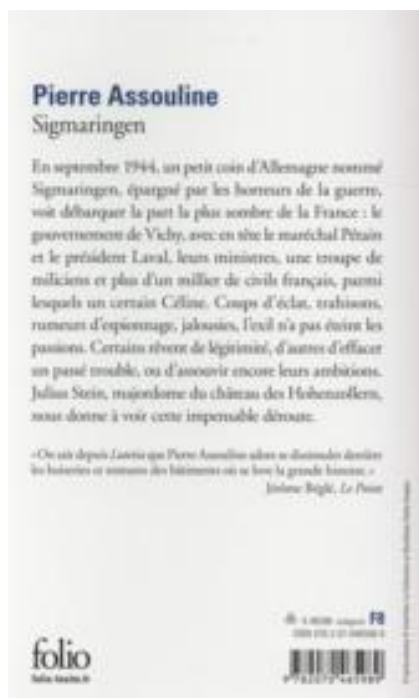 Pierre Assouline
Sigmaringen
En septembre 1944, un petit coin d'Allemagne nommé
Sigmaringen, épargné par les horreurs de la guerre,
voit débarquer la part la plus sombre de la France : le
gouvernement de Vichy, avec en tête le maréchal Pétain
et le président Laval, leurs ministres, une troupe de
miliciens et plus d'un millier de civils français, parmi
lesquels un certain Céline. Coups d'éclat, trahisons,
rumeurs d'espionnage, jalousies, l'exil n'a pas éteint les
passions. Certains rêvent de légitimité, d'autres d'effacer
un passé trouble, ou d'assouvir encore leurs ambitions.
Julius Stein, majordome du château des Hohenzollern,
nous donne à voir cette impensable déroute.
« On sait depuis Lutetia que Pierre Assouline adore se dissimuler derrière
les boiseries et tentures des bâtiments où se love la grande histoire. »
Jérôme Béglé, Le Point
F8
folio
folio-lesite.fr